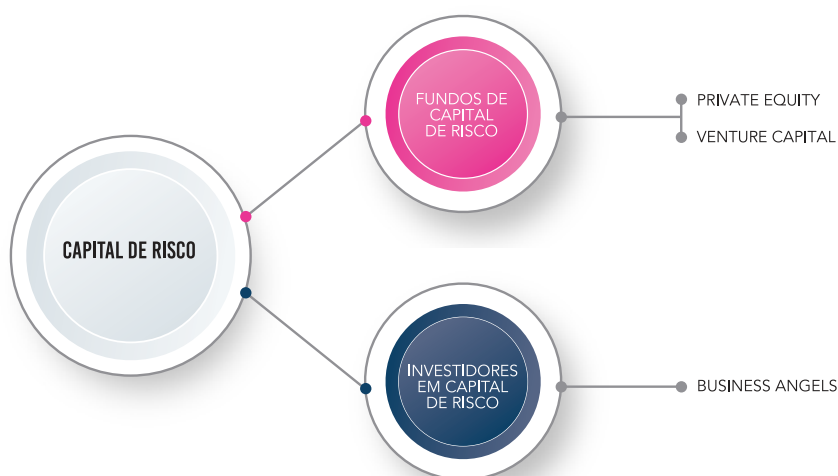 CAPITAL DE RISCO
FUNDOS DE
CAPITAL
DE RISCO
PRIVATE EQUITY
VENTURE CAPITAL
INVESTIDORES
EM CAPITAL
DE RISCO
BUSINESS ANGELS